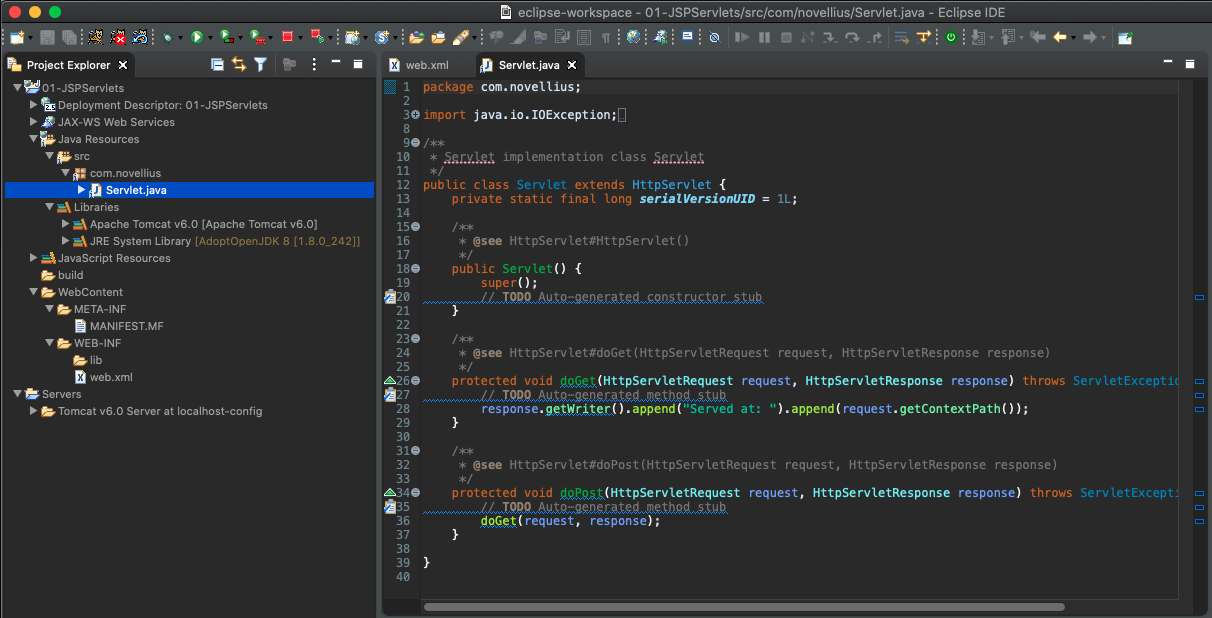 eclipse-workspace - 01-JSPServlets/src/com/novellius/Servlet.java - Eclipse IDE
Project Explorer
01-JSPServlets
Deployment Descriptor: 01-JSPServlets
JAX-WS Web Services
Java Resources
src
com.novellius
Servlet.java
Libraries
Apache Tomcat v6.0 [Apache Tomcat v6.0]
JRE System Library [AdoptOpenJDK 8 [1.8.0_242]]
JavaScript Resources
build
WebContent
META-INF
MANIFEST.MF
WEB-INF
lib
web.xml
Servers
Tomcat v6.0 Server at localhost-config
web.xml
Servlet.java
1 package com.novellius;
2
3 import java.io.IOException;
8
9 /**
10 * Servlet implementation class Servlet
11 */
12 public class Servlet extends HttpServlet {
13 private static final long serialVersionUID = 1L;
14
15 /**
16 * @see HttpServlet#HttpServlet()
17 */
18 public Servlet() {
19 super();
20 // TODO Auto-generated constructor stub
21 }
22
23 /**
24 * @see HttpServlet#doGet(HttpServletRequest request, HttpServletResponse response)
25 */
26 protected void doGet(HttpServletRequest request, HttpServletResponse response) throws ServletExceptio
27 // TODO Auto-generated method stub
28 response.getWriter().append("Served at: ").append(request.getContextPath());
29 }
30
31 /**
32 * @see HttpServlet#doPost(HttpServletRequest request, HttpServletResponse response)
33 */
34 protected void doPost(HttpServletRequest request, HttpServletResponse response) throws ServletExcepti
35 // TODO Auto-generated method stub
36 doGet(request, response);
37 }
38
39 }
40